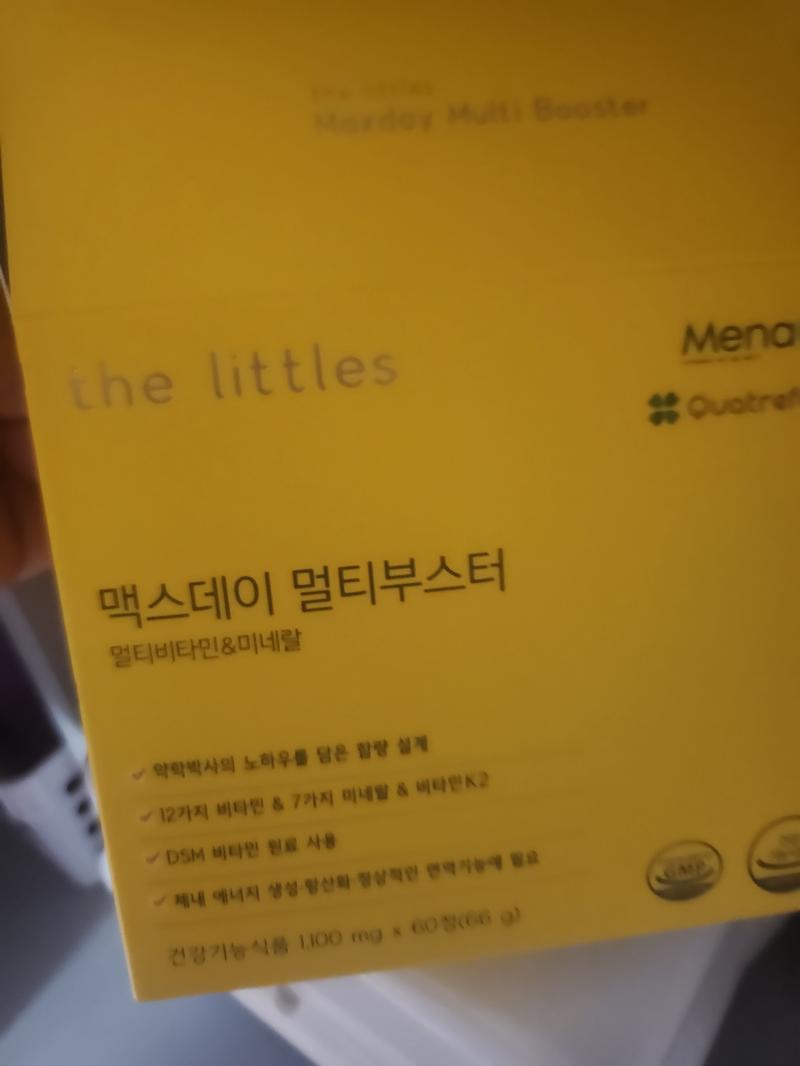 the littles
Maxday Multi Booster
the littles
Mena
맥스데이 멀티부스터
멀티비타민&미네랄
약학박사의 노하우를 담은 함량 설계
12가지 비타민 & 7가지 미네랄 & 비타민K2
DSM 비타민 원료 사용
체내 에너지 생성·항산화·정상적인 면역기능에 필요
건강기능식품 1,100 mg x 60정(66 g)
GMP